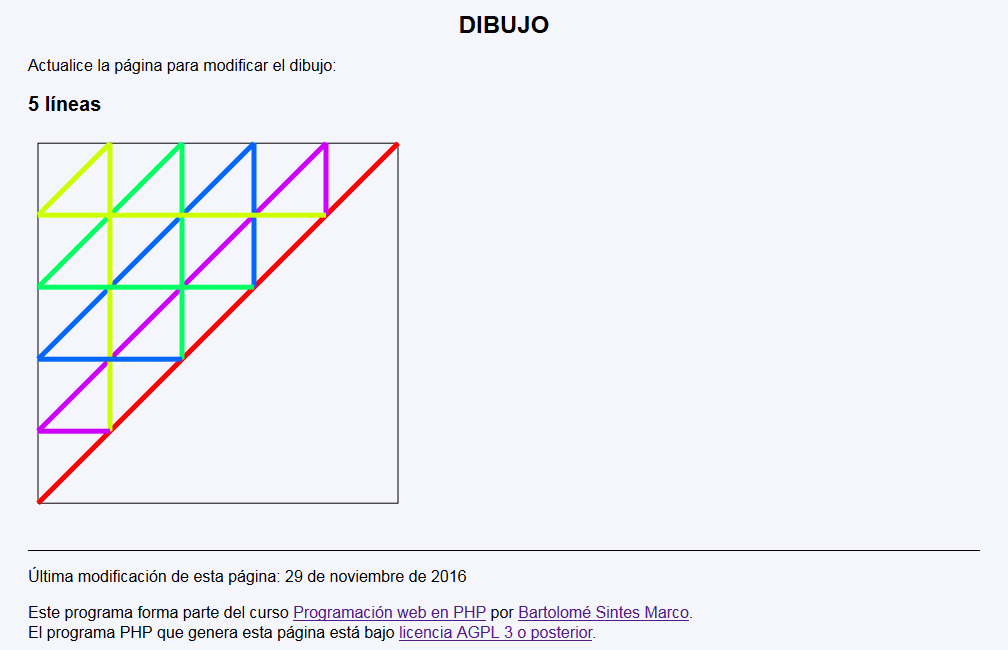 DIBUJO
Actualice la página para modificar el dibujo:
5 líneas
Última modificación de esta página: 29 de noviembre de 2016
Este programa forma parte del curso Programación web en PHP por Bartolomé Sintes Marco.
El programa PHP que genera esta página está bajo licencia AGPL 3 o posterior.